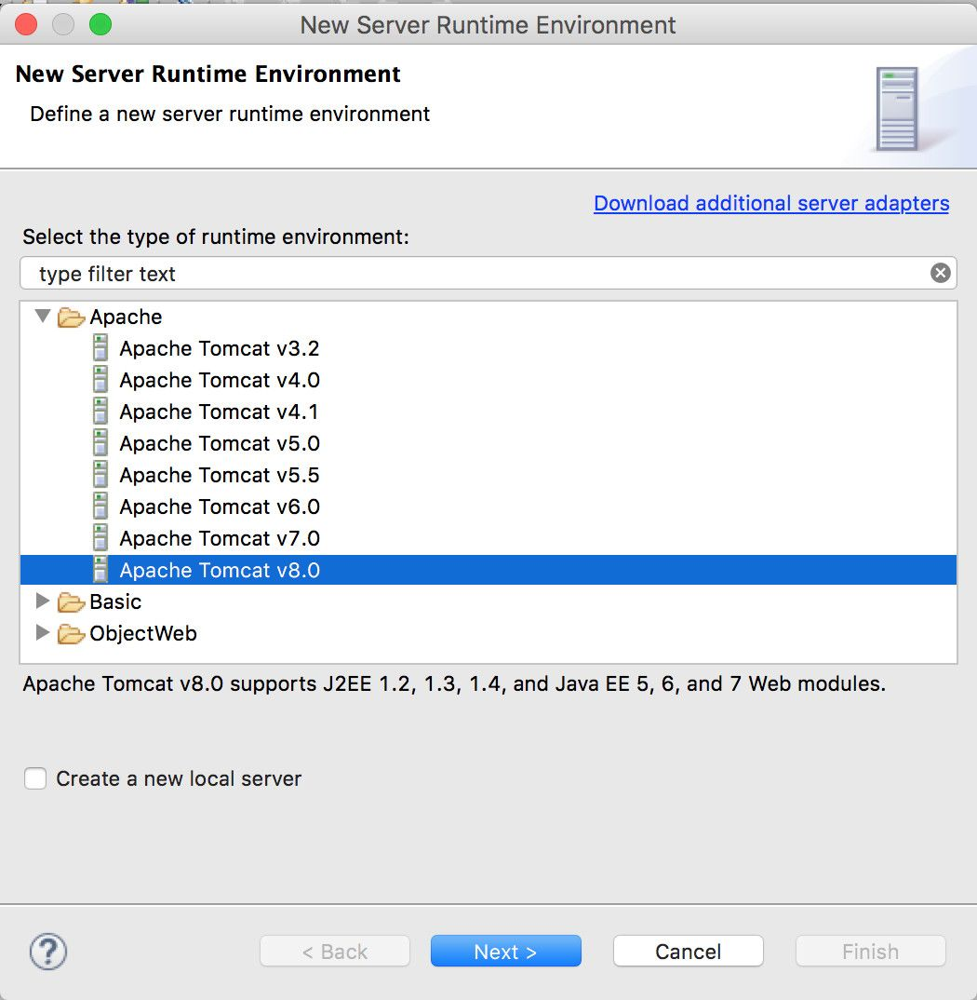 New Server Runtime Environment
New Server Runtime Environment
Define a new server runtime environment
Download additional server adapters
Select the type of runtime environment:
type filter text
Apache
Apache Tomcat v3.2
Apache Tomcat v4.0
Apache Tomcat v4.1
Apache Tomcat v5.0
Apache Tomcat v5.5
Apache Tomcat v6.0
Apache Tomcat v7.0
Apache Tomcat v8.0
Basic
ObjectWeb
Apache Tomcat v8.0 supports J2EE 1.2, 1.3, 1.4, and Java EE 5, 6, and 7 Web modules.
Create a new local server
? < Back Next > Cancel Finish